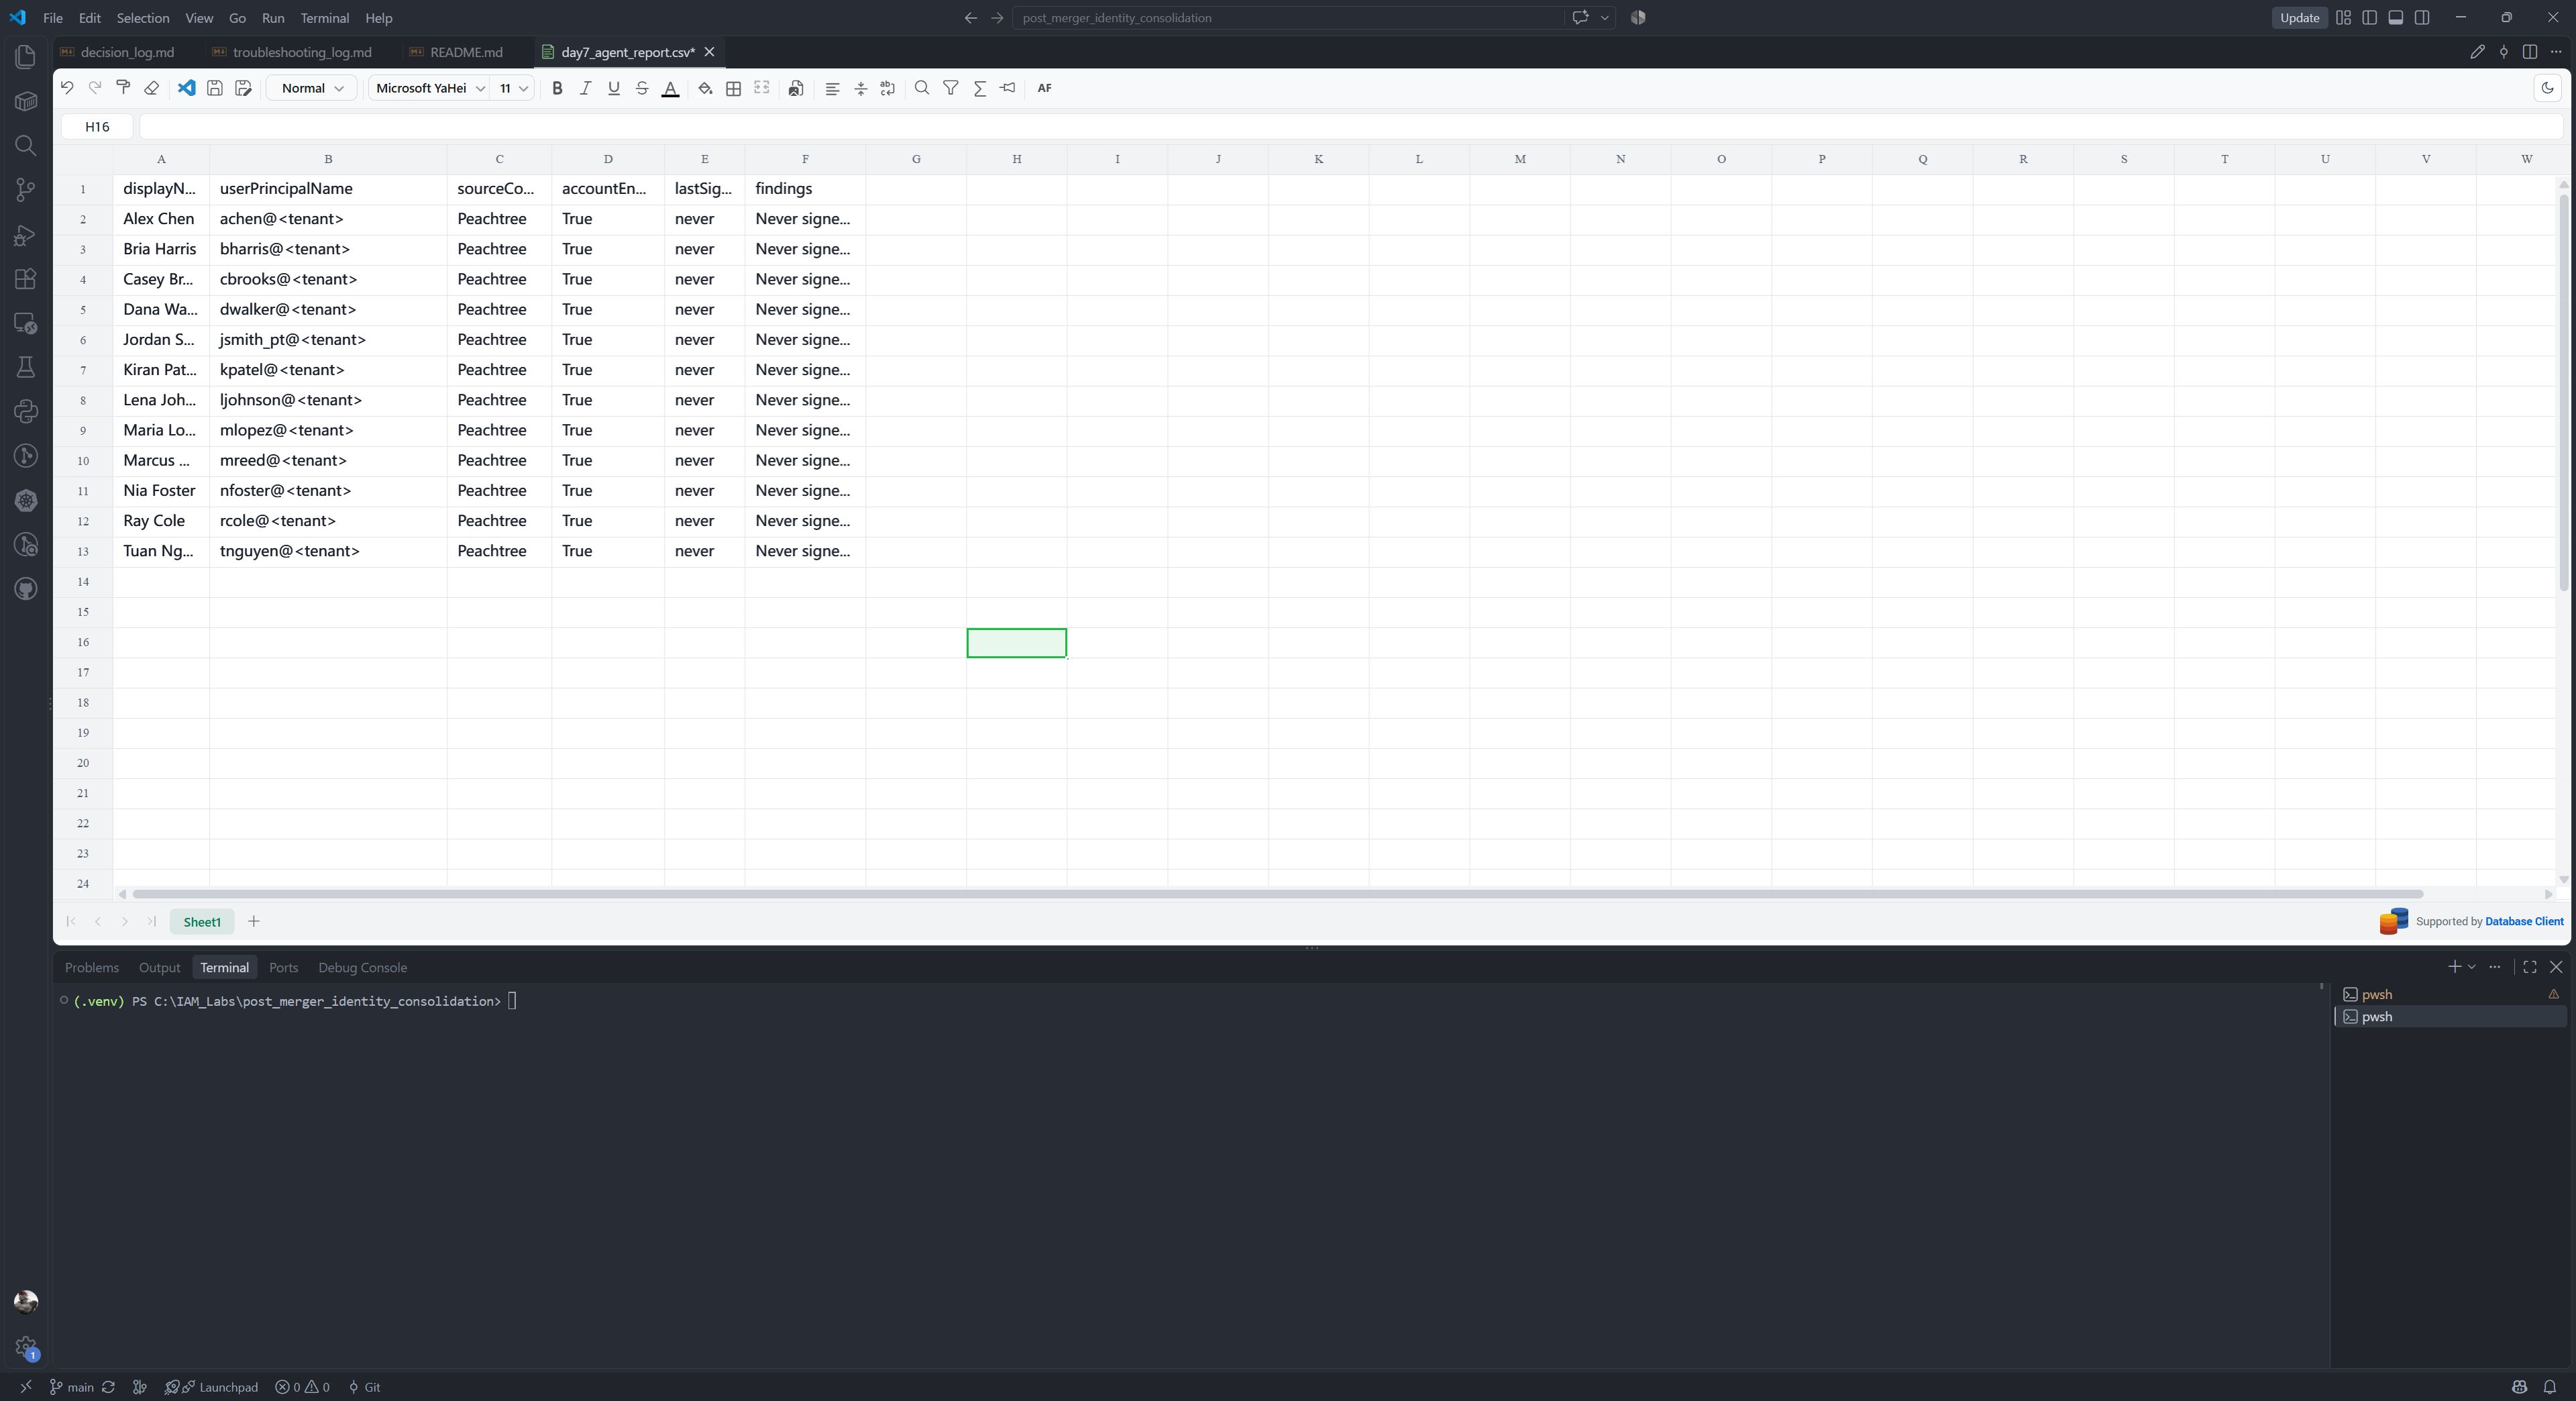 File Edit Selection View Go Run Terminal Help post_merger_identity_consolidation Update
decision_log.md troubleshooting_log.md README.md day7_agent_report.csv*
Normal Microsoft YaHei 11 AF
H16
A B C D E F G H I J K L M N O P Q R S T U V W
1 displayN... userPrincipalName sourceCo... accountEn... lastSig... findings
2 Alex Chen achen@<tenant> Peachtree True never Never signe...
3 Bria Harris bharris@<tenant> Peachtree True never Never signe...
4 Casey Br... cbrooks@<tenant> Peachtree True never Never signe...
5 Dana Wa... dwalker@<tenant> Peachtree True never Never signe...
6 Jordan S... jsmith_pt@<tenant> Peachtree True never Never signe...
7 Kiran Pat... kpatel@<tenant> Peachtree True never Never signe...
8 Lena Joh... ljohnson@<tenant> Peachtree True never Never signe...
9 Maria Lo... mlopez@<tenant> Peachtree True never Never signe...
10 Marcus ... mreed@<tenant> Peachtree True never Never signe...
11 Nia Foster nfoster@<tenant> Peachtree True never Never signe...
12 Ray Cole rcole@<tenant> Peachtree True never Never signe...
13 Tuan Ng... tnguyen@<tenant> Peachtree True never Never signe...
14
15
16
17
18
19
20
21
22
23
24
Sheet1 Supported by Database Client
Problems Output Terminal Ports Debug Console
(.venv) PS C:\IAM_Labs\post_merger_identity_consolidation>
pwsh
pwsh
1
main Launchpad 0 0 Git